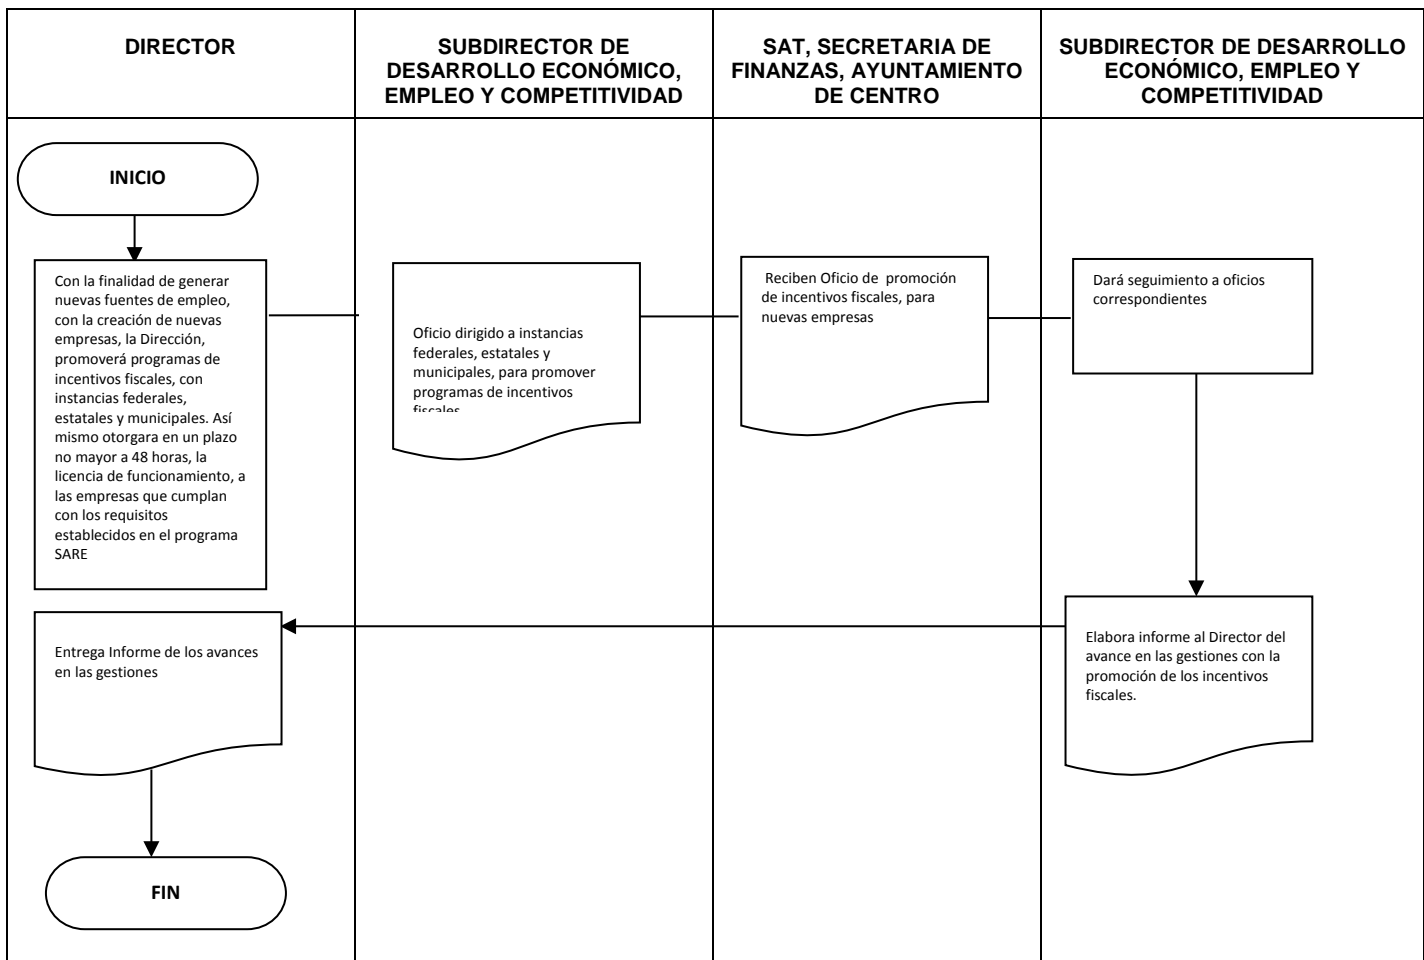 DIRECTOR
SUBDIRECTOR DE
DESARROLLO ECONÓMICO,
EMPLEO Y COMPETITIVIDAD
SAT, SECRETARIA DE
FINANZAS, AYUNTAMIENTO
DE CENTRO
SUBDIRECTOR DE DESARROLLO
ECONÓMICO, EMPLEO Y
COMPETITIVIDAD
INICIO
Con la finalidad de generar
nuevas fuentes de empleo,
con la creación de nuevas
empresas, la Dirección,
promoverá programas de
incentivos fiscales, con
instancias federales,
estatales y municipales. Así
mismo otorgara en un plazo
no mayor a 48 horas, la
licencia de funcionamiento, a
las empresas que cumplan
con los requisitos
establecidos en el programa
SARE
Oficio dirigido a instancias
federales, estatales y
municipales, para promover
programas de incentivos
fiscales
Reciben Oficio de promoción
de incentivos fiscales, para
nuevas empresas
Dará seguimiento a oficios
correspondientes
Elabora informe al Director del
avance en las gestiones con la
promoción de los incentivos
fiscales.
Entrega Informe de los avances
en las gestiones
FIN